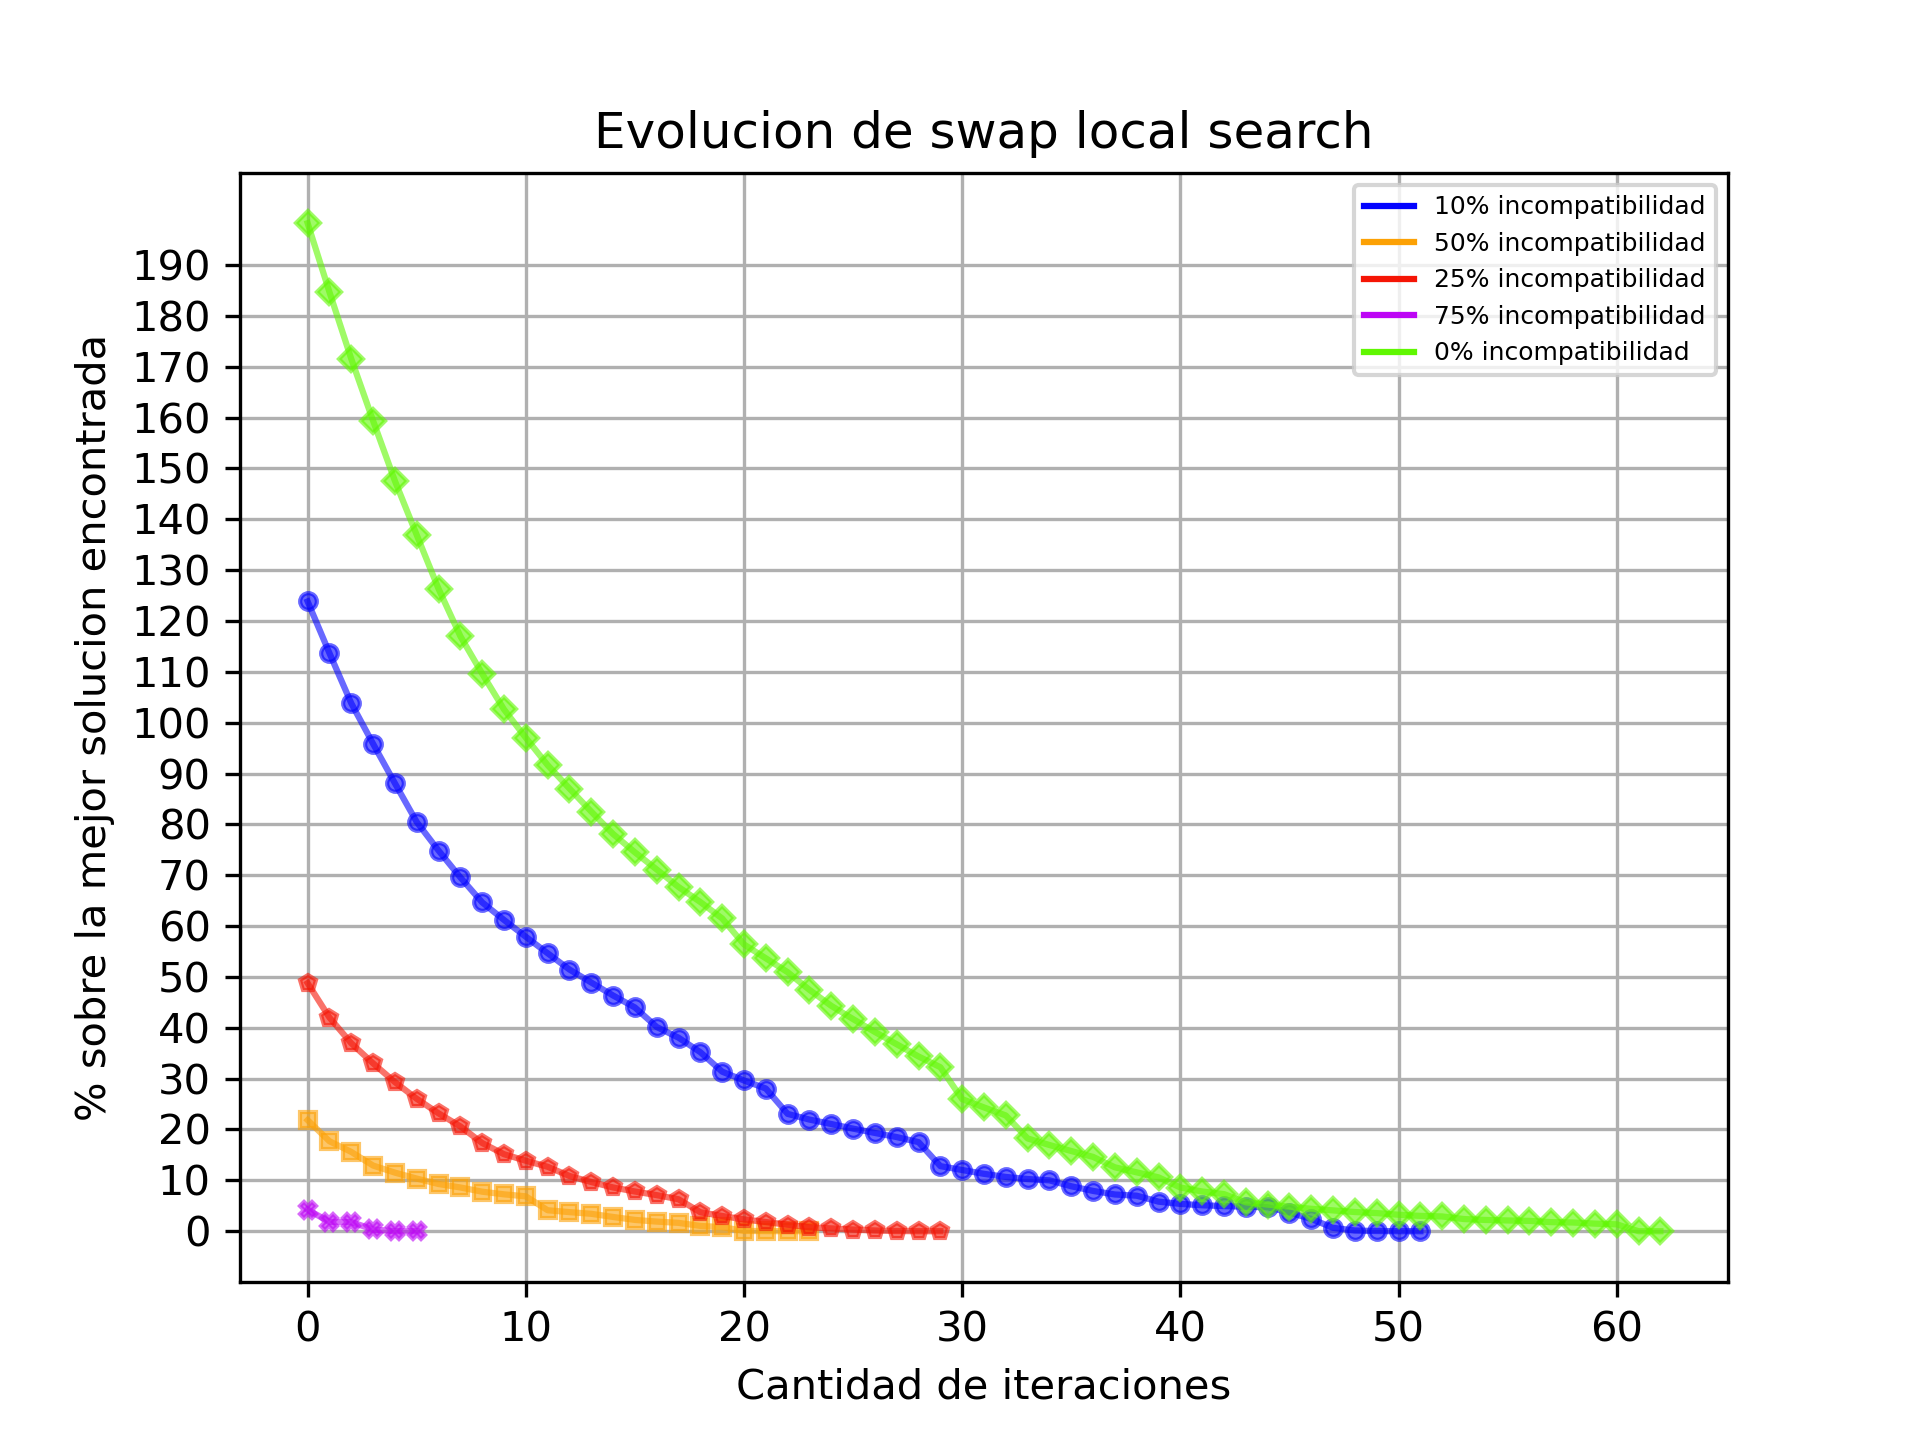 Evolucion de swap local search
10% incompatibilidad
50% incompatibilidad
25% incompatibilidad
75% incompatibilidad
0% incompatibilidad
% sobre la mejor solucion encontrada
190
180
170
160
150
140
130
120
110
100
90
80
70
60
50
40
30
20
10
0
0 10 20 30 40 50 60
Cantidad de iteraciones